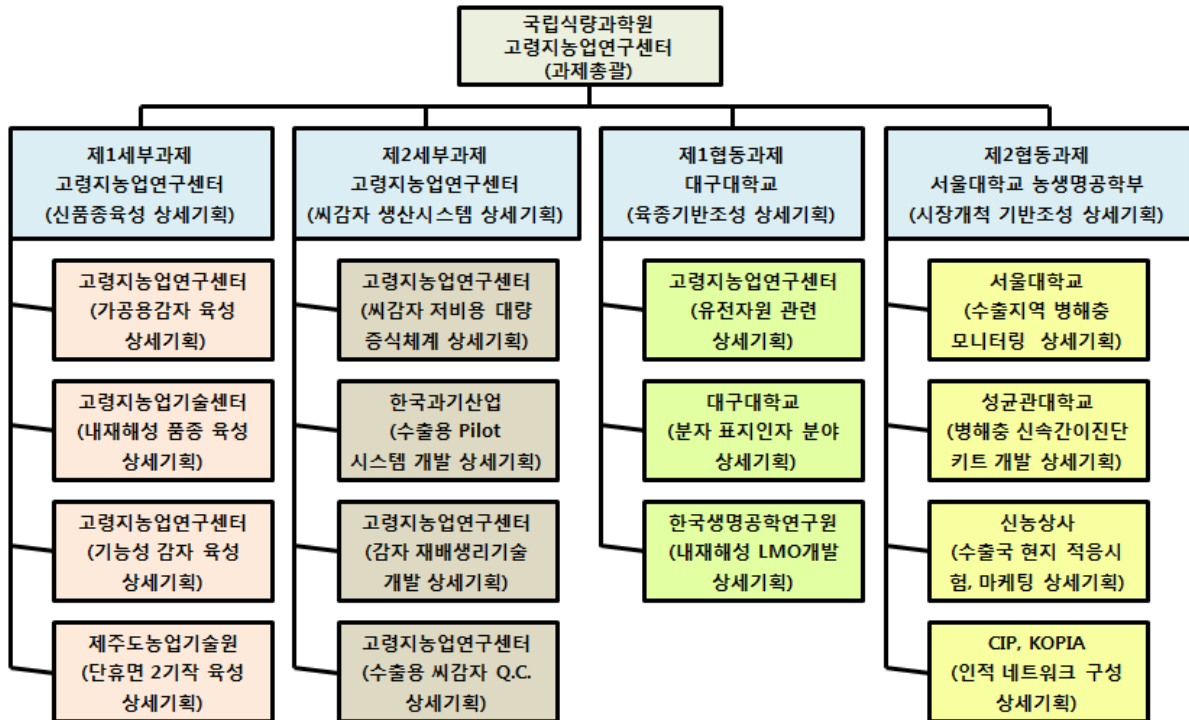 국립식량과학원
고령지농업연구센터
(과제총괄)
제1세부과제
고령지농업연구센터
(신품종육성 상세기획)
제2세부과제
고령지농업연구센터
(씨감자 생산시스템 상세기획)
제1협동과제
대구대학교
(육종기반조성 상세기획)
제2협동과제
서울대학교 농생명공학부
(시장개척 기반조성 상세기획)
고령지농업연구센터
(가공용감자 육성
상세기획)
고령지농업연구센터
(씨감자 저비용 대량
증식체계 상세기획)
고령지농업연구센터
(유전자원 관련
상세기획)
서울대학교
(수출지역 병해충
모니터링 상세기획)
고령지농업기술센터
(내재해성 품종 육성
상세기획)
한국과기산업
(수출용 Pilot
시스템 개발 상세기획)
대구대학교
(분자 표지인자 분야
상세기획)
성균관대학교
(병해충 신속간이진단
키트 개발 상세기획)
고령지농업연구센터
(기능성 감자 육성
상세기획)
고령지농업연구센터
(감자 재배생리기술
개발 상세기획)
한국생명공학연구원
(내재해성 LMO개발
상세기획)
신농상사
(수출국 현지 적응시
험, 마케팅 상세기획)
제주도농업기술원
(단휴면 2기작 육성
상세기획)
고령지농업연구센터
(수출용 씨감자 Q.C.
상세기획)
CIP, KOPIA
(인적 네트워크 구성
상세기획)